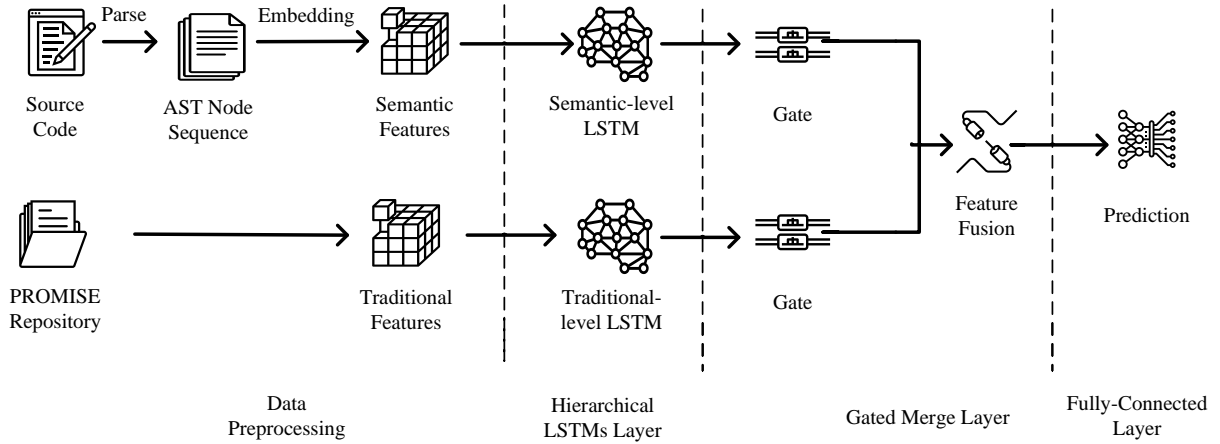 Parse
Embedding
Source
Code
AST Node
Sequence
Semantic
Features
Semantic-level
LSTM
Gate
Feature
Fusion
Prediction
PROMISE
Repository
Traditional
Features
Traditional-
level LSTM
Gate
Data
Preprocessing
Hierarchical
LSTMs Layer
Gated Merge Layer
Fully-Connected
Layer